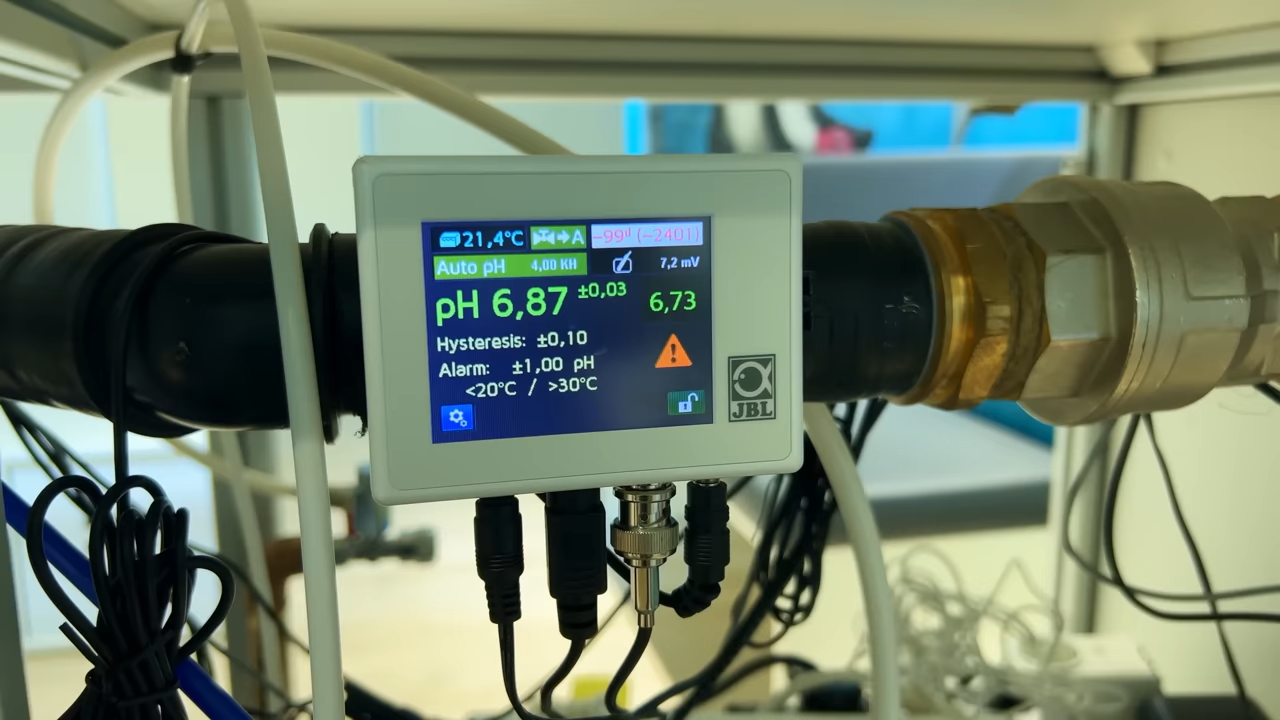 21,4°C A -99d (-2401)
Auto pH 4,00 KH 7,2 mV
pH 6,87 ±0,03 6,73
Hysteresis: ±0,10
Alarm: ±1,00 pH
<20°C / >30°C
JBL